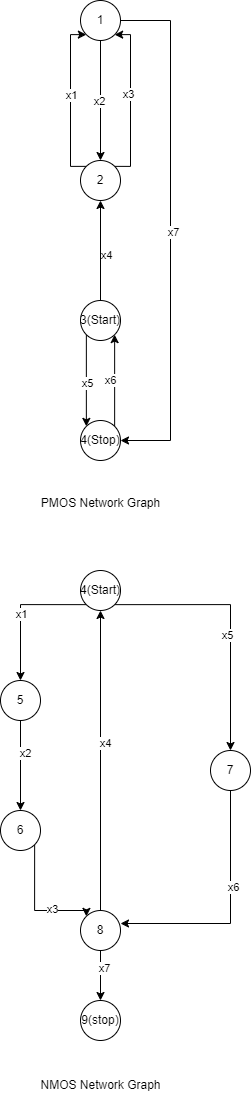 1
x1
x2
x3
2
x7
x4
3(Start)
x5
x6
4(Stop)
PMOS Network Graph
4(Start)
x1
x5
5
x4
x2
7
6
x6
x3
8
x7
9(stop)
NMOS Network Graph